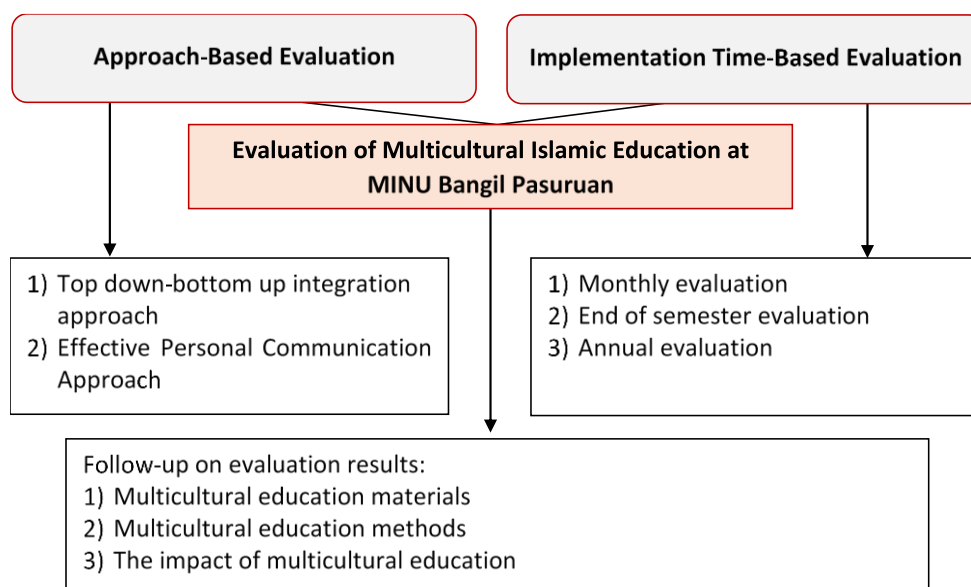 Approach-Based Evaluation
Implementation Time-Based Evaluation
Evaluation of Multicultural Islamic Education at
MINU Bangil Pasuruan
1) Top down-bottom up integration
approach
2) Effective Personal Communication
Approach
1) Monthly evaluation
2) End of semester evaluation
3) Annual evaluation
Follow-up on evaluation results:
1) Multicultural education materials
2) Multicultural education methods
3) The impact of multicultural education